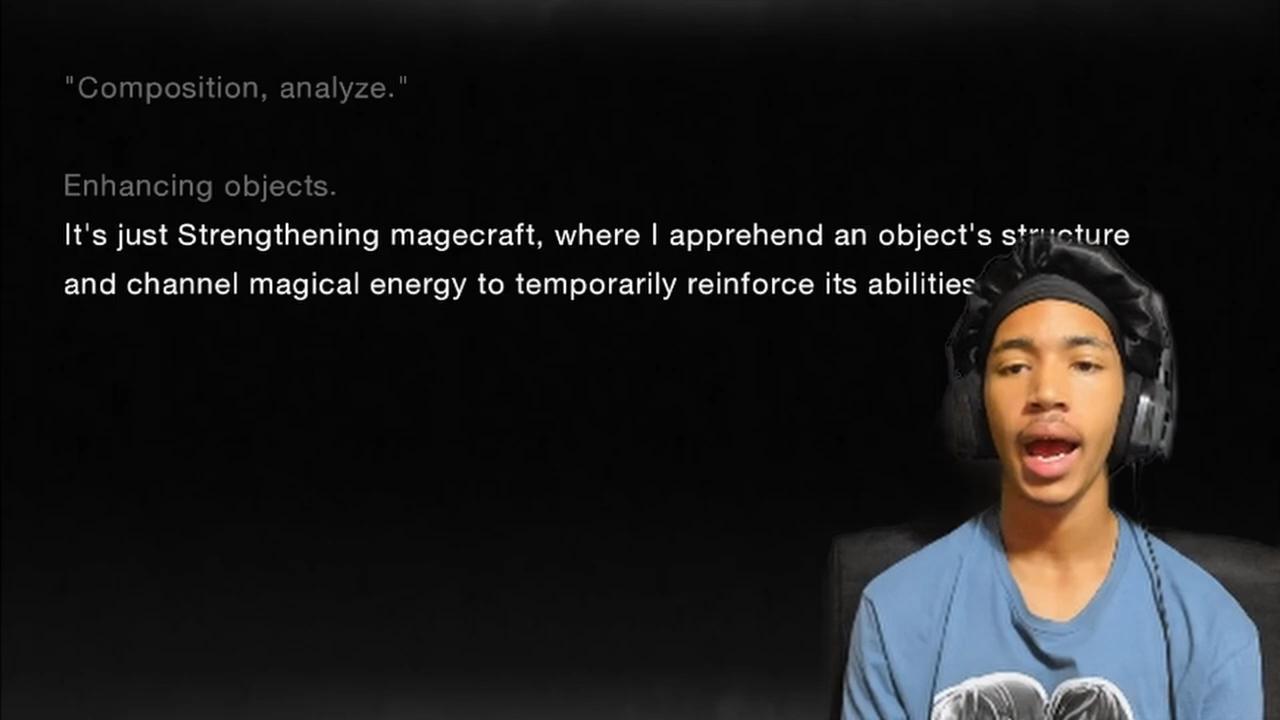 "Composition, analyze."
Enhancing objects.
It's just Strengthening magecraft, where I apprehend an object's structure
and channel magical energy to temporarily reinforce its abilities